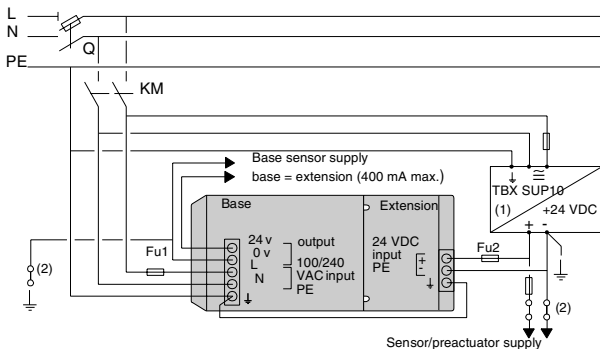 L
N
Q
PE
KM
Base sensor supply
base = extension (400 mA max.)
TBX SUP10
(1)
+24 VDC
+ -
Base
Extension
24 v
0 v
output
L
N
100/240
VAC input
PE
24 VDC
input
PE
+
-
Fu1
Fu2
(2)
(2)
Sensor/preactuator supply